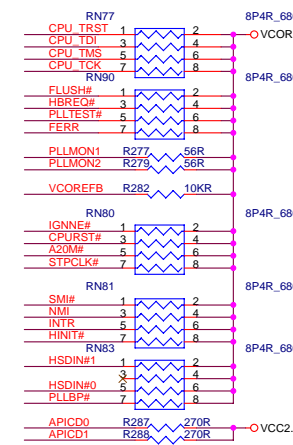 RN77 8P4R_68
CPU_TRST 1 2 VCOR
CPU_TDI 3 4
CPU_TMS 5 6
CPU_TCK 7 8
RN90 8P4R_68
FLUSH# 1 2
HBREQ# 3 4
PLLTEST# 5 6
FERR 7 8
PLLMON1 R277 56R
PLLMON2 R279 56R
VCOREFB R282 10KR
RN80 8P4R_68
IGNNE# 1 2
CPURST# 3 4
A20M# 5 6
STPCLK# 7 8
RN81 8P4R_68
SMI# 1 2
NMI 3 4
INTR 5 6
HINIT# 7 8
RN83 8P4R_68
HSDIN#1 1 2
3 4
HSDIN#0 5 6
PLLBP# 7 8
APICD0 R287 270R VCC2.
APICD1 R288 270R